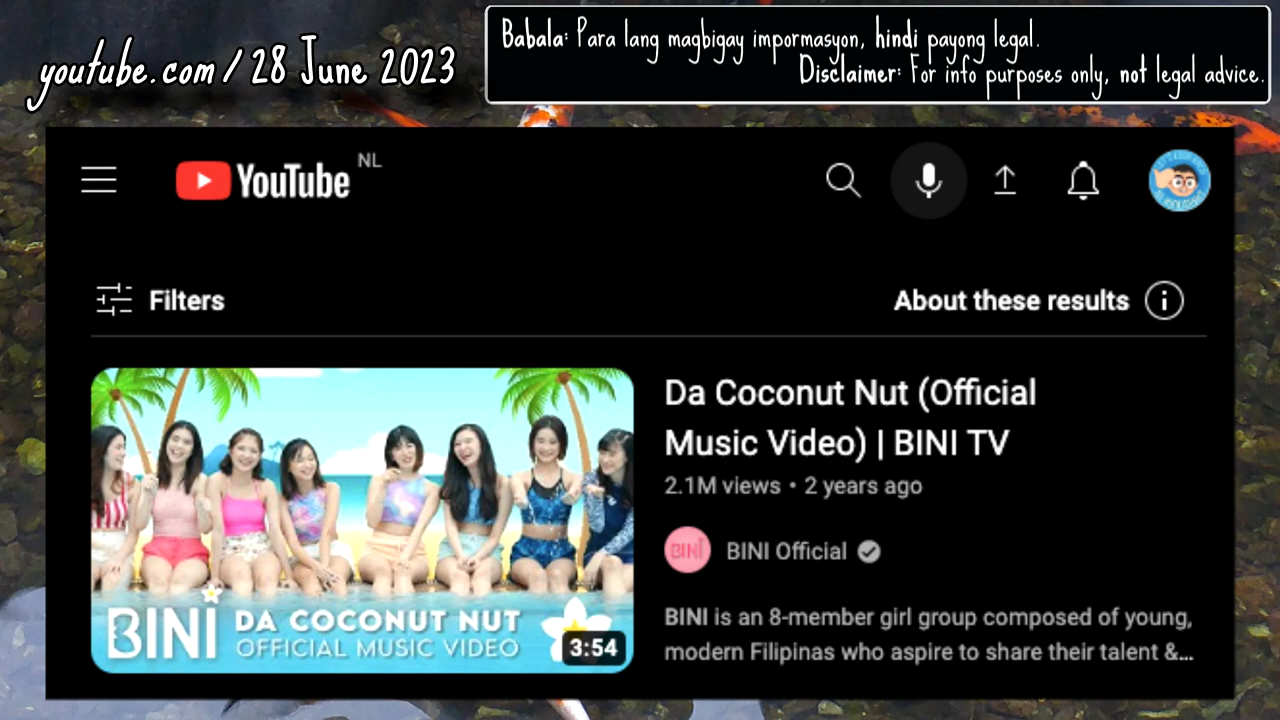 youtube.com / 28 June 2023
Babala: Para lang magbigay impormasyon, hindi payong legal.
Disclaimer: For info purposes only, not legal advice.
YouTube NL
Filters
About these results
Da Coconut Nut (Official
Music Video) | BINI TV
2.1M views • 2 years ago
BINI
BINI Official
BINI is an 8-member girl group composed of young,
modern Filipinas who aspire to share their talent &...
BINI
DA COCONUT NUT
OFFICIAL MUSIC VIDEO
3:54